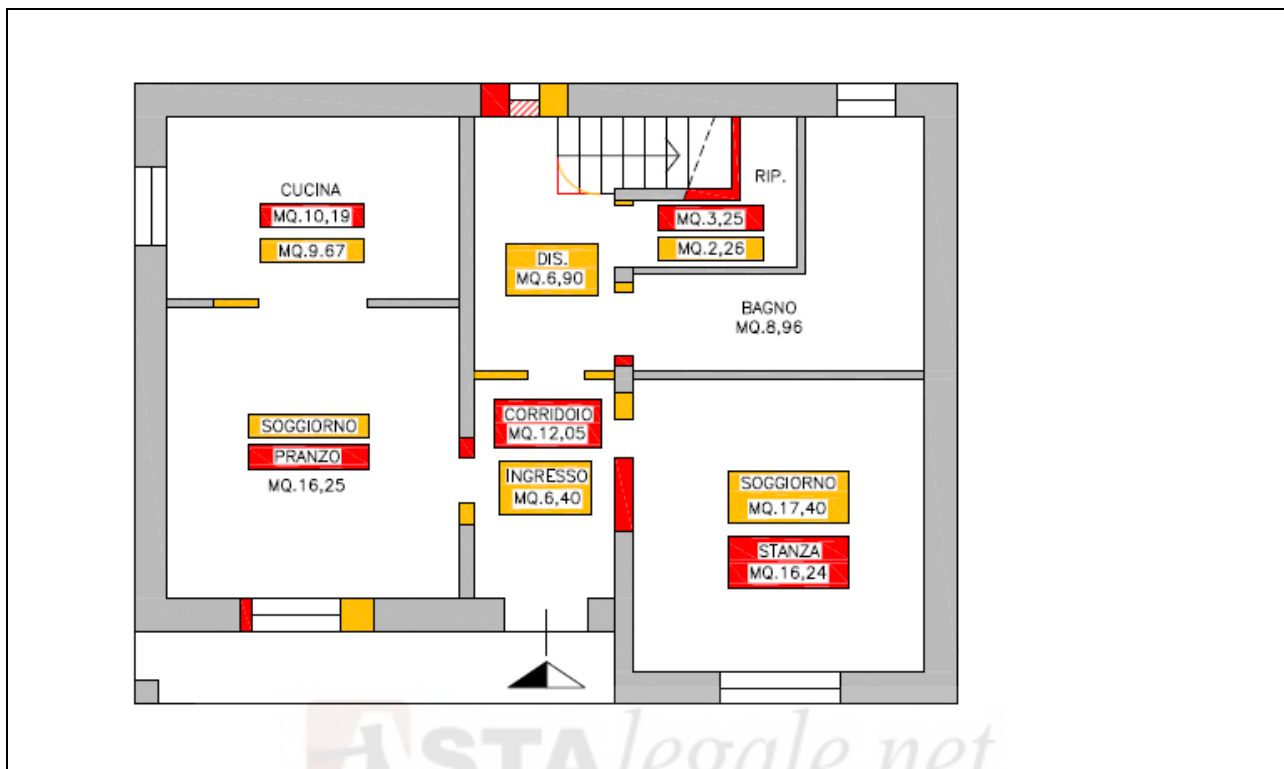 CUCINA
MQ.10,19
MQ.9.67
RIP.
MQ.3,25
MQ.2,26
DIS.
MQ.6,90
BAGNO
MQ.8,96
SOGGIORNO
PRANZO
MQ.16,25
CORRIDOIO
MQ.12,05
INGRESSO
MQ.6,40
SOGGIORNO
MQ.17,40
STANZA
MQ.16,24
ASTAlegale.net